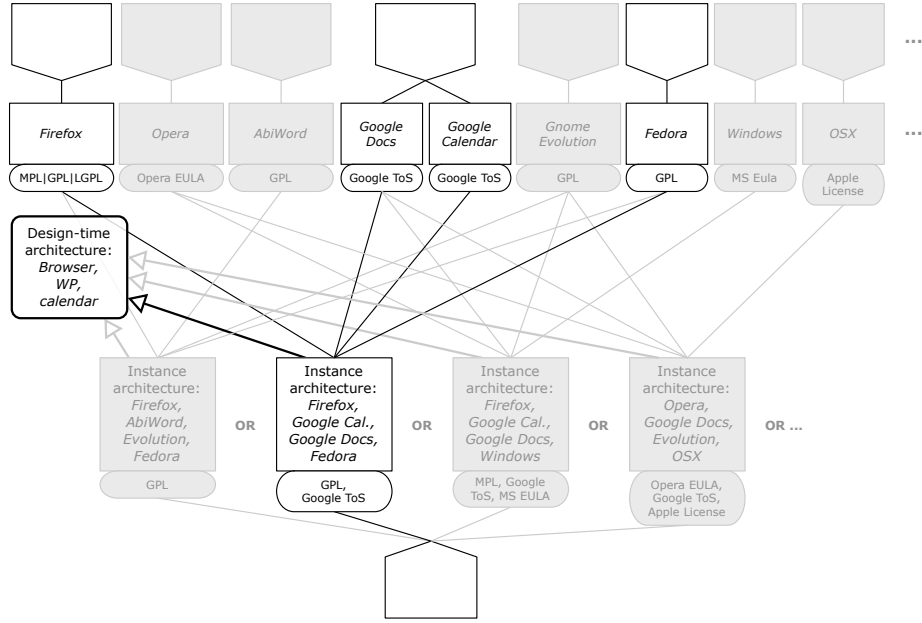 ...
Firefox
Opera
AbiWord
Google
Docs
Google
Calendar
Gnome
Evolution
Fedora
Windows
OSX
...
MPL|GPL|LGPL
Opera EULA
GPL
Google ToS
Google ToS
GPL
GPL
MS Eula
Apple
License
Design-time
architecture:
Browser,
WP,
calendar
Instance
architecture:
Firefox,
AbiWord,
Evolution,
Fedora
OR
Instance
architecture:
Firefox,
Google Cal.,
Google Docs,
Fedora
OR
Instance
architecture:
Firefox,
Google Cal.,
Google Docs,
Windows
OR
Instance
architecture:
Opera,
Google Docs,
Evolution,
OSX
OR ...
GPL
GPL,
Google ToS
MPL, Google
ToS, MS EULA
Opera EULA,
Google ToS,
Apple License